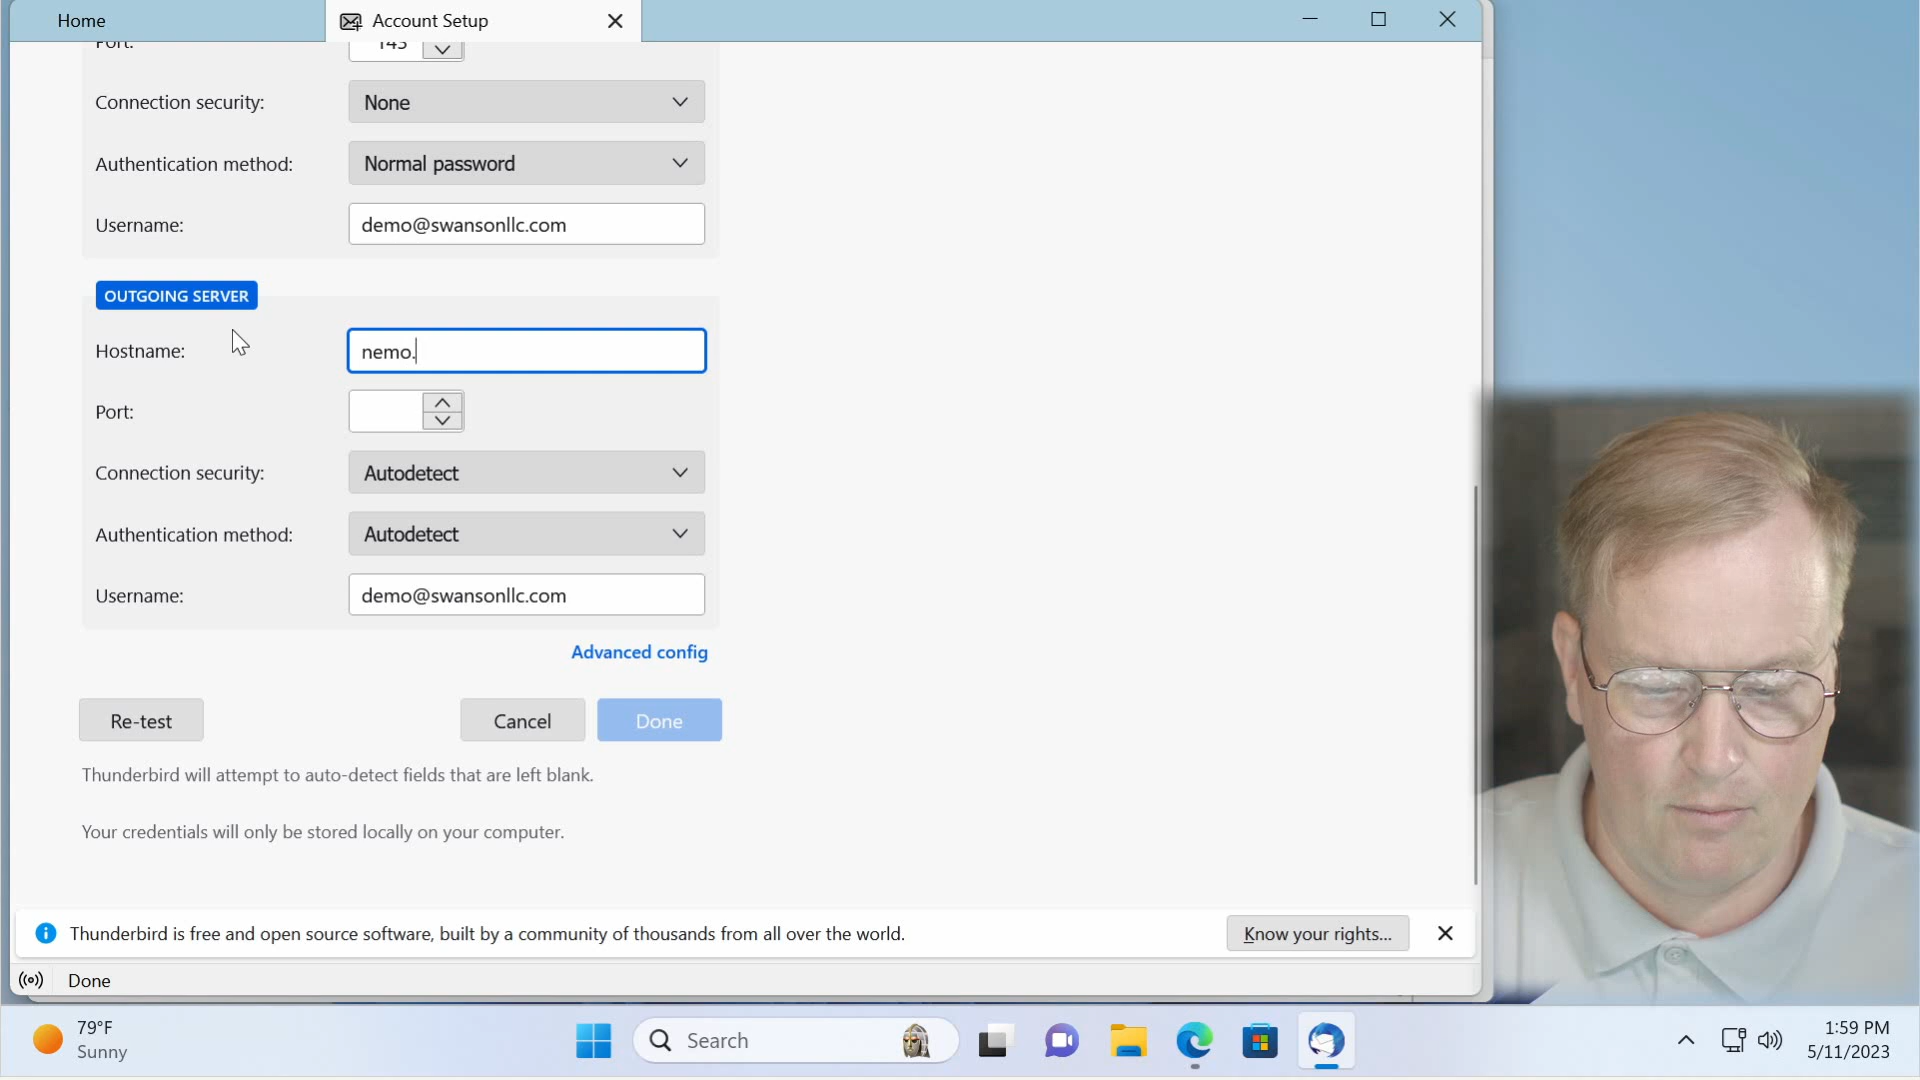 Home
Account Setup
Port:
143
Connection security:
None
Authentication method:
Normal password
Username:
demo@swansonllc.com
OUTGOING SERVER
Hostname:
nemo.
Port:
Connection security:
Autodetect
Authentication method:
Autodetect
Username:
demo@swansonllc.com
Advanced config
Re-test
Cancel
Done
Thunderbird will attempt to auto-detect fields that are left blank.
Your credentials will only be stored locally on your computer.
Thunderbird is free and open source software, built by a community of thousands from all over the world.
Know your rights...
Done
79°F
Sunny
Search
1:59 PM
5/11/2023